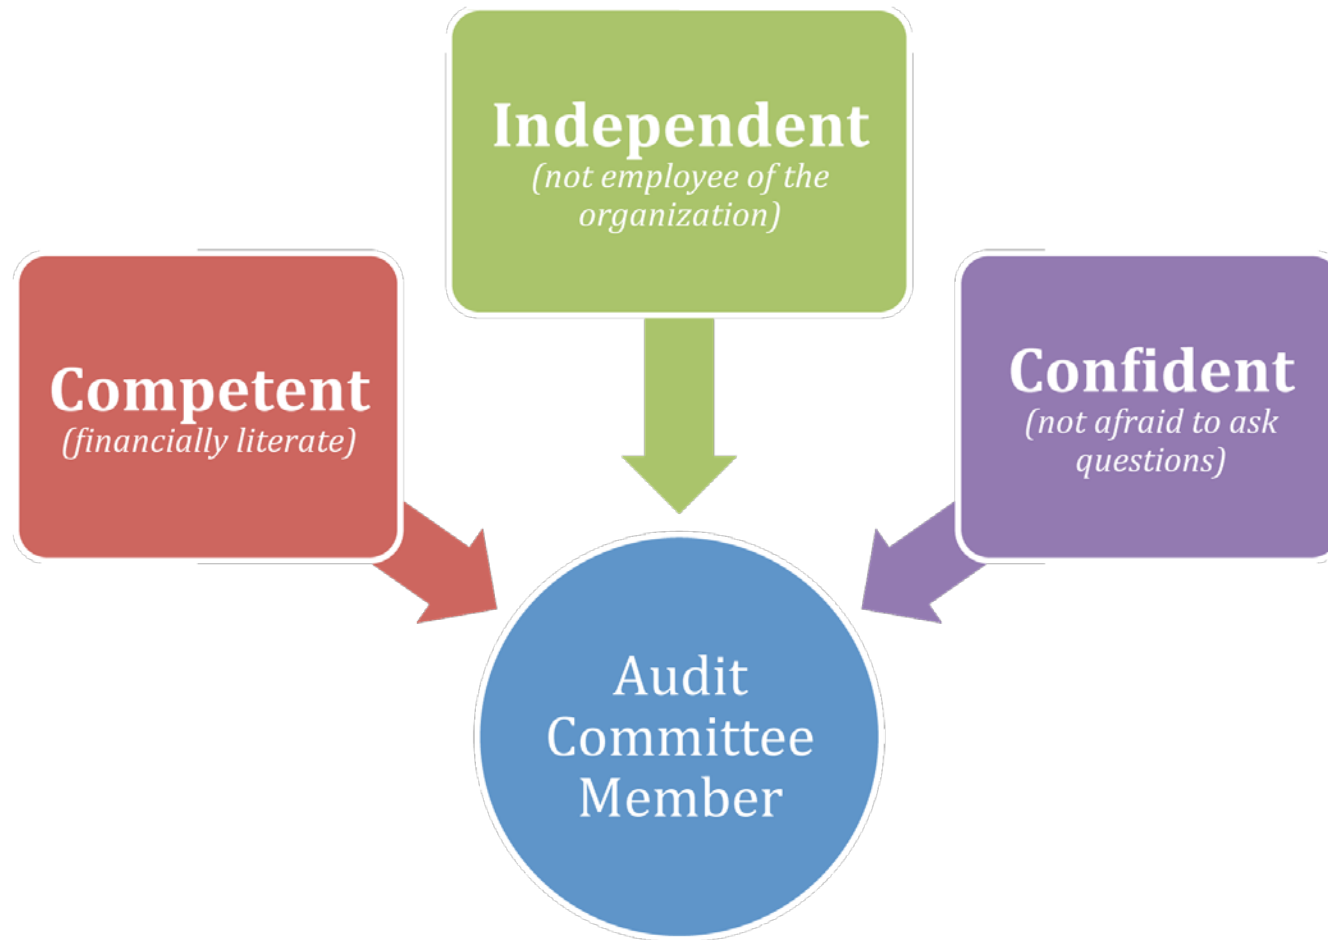 Independent
(not employee of the
organization)
Competent
(financially literate)
Confident
(not afraid to ask
questions)
Audit
Committee
Member